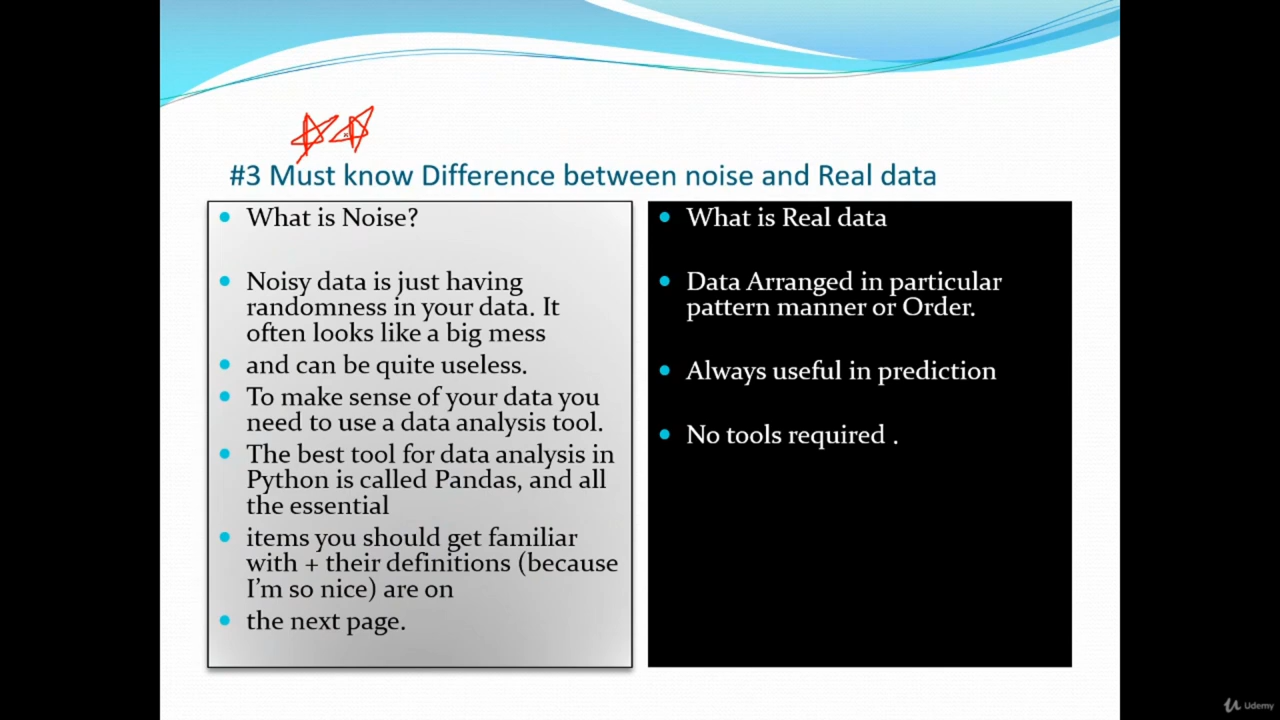 #3 Must know Difference between noise and Real data
What is Noise?
Noisy data is just having
randomness in your data. It
often looks like a big mess
and can be quite useless.
To make sense of your data you
need to use a data analysis tool.
The best tool for data analysis in
Python is called Pandas, and all
the essential
items you should get familiar
with + their definitions (because
I'm so nice) are on
the next page.
What is Real data
Data Arranged in particular
pattern manner or Order.
Always useful in prediction
No tools required .
Udemy